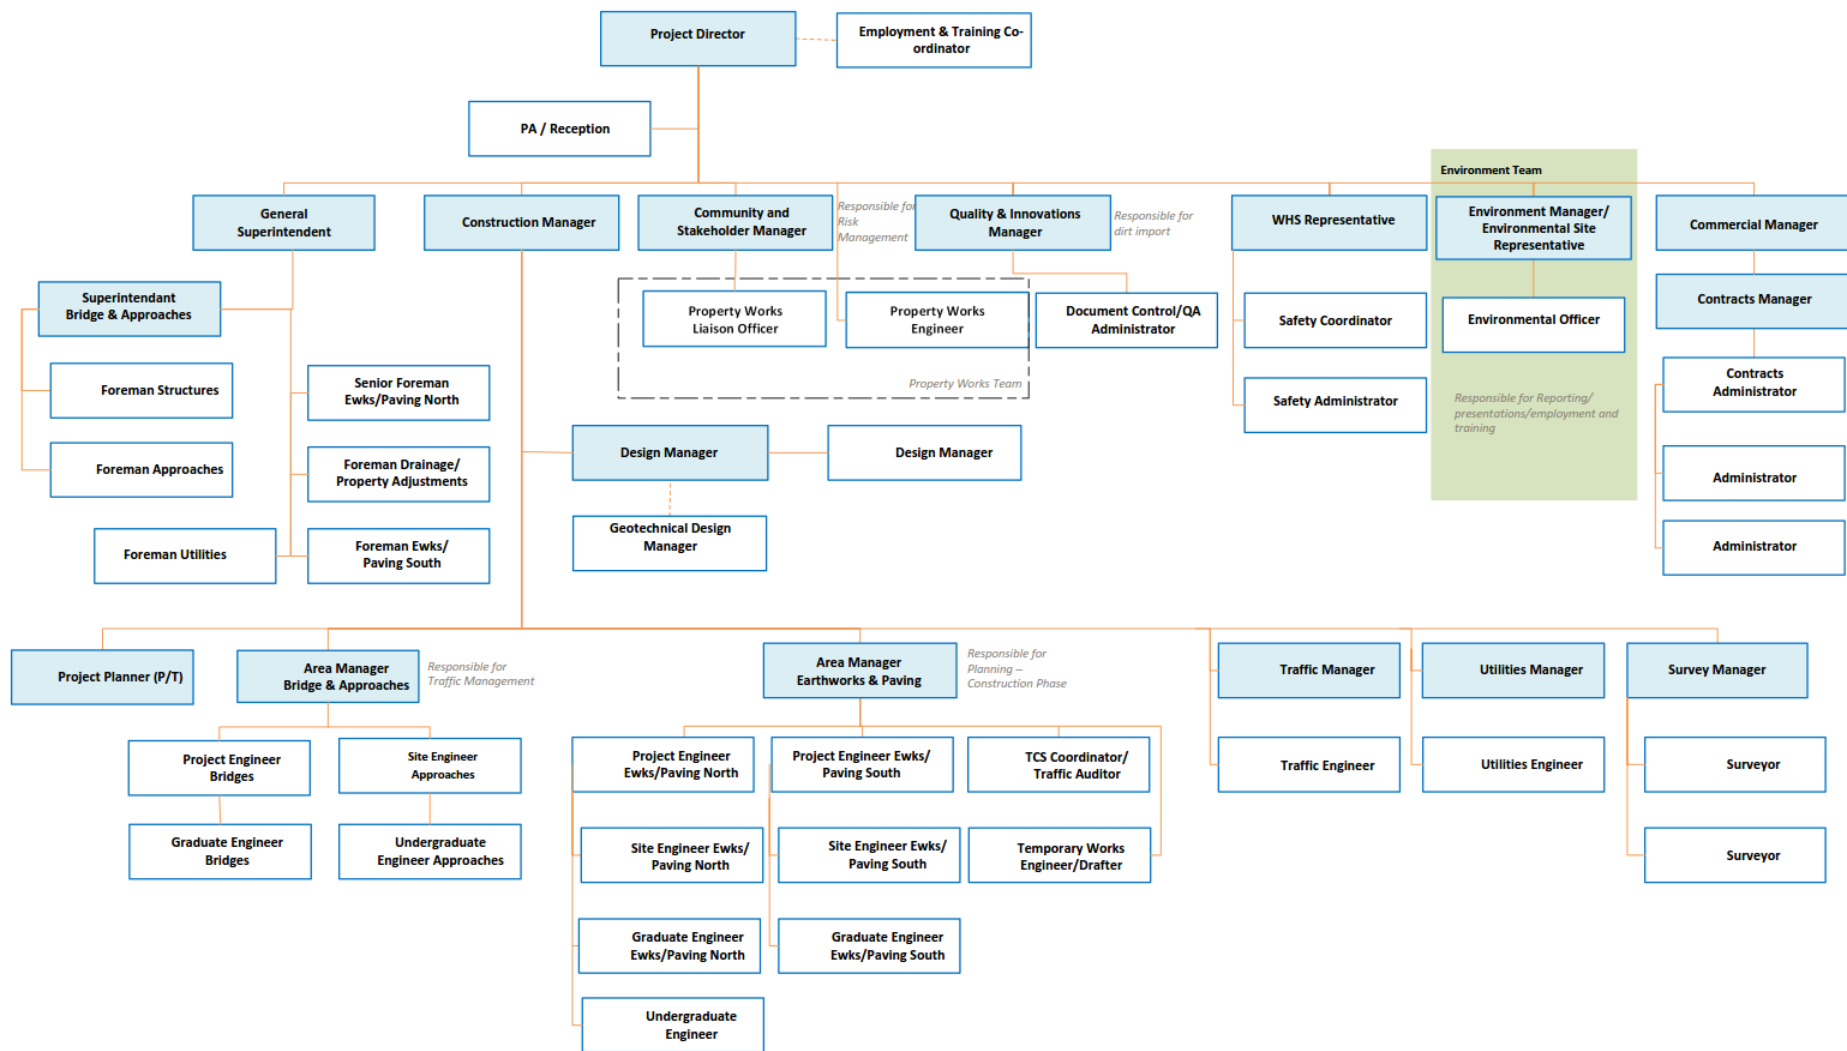 Project Director
Employment & Training Co-
ordinator
PA / Reception
Environment Team
General
Superintendent
Construction Manager
Community and
Stakeholder Manager
Responsible for
Risk
Management
Quality & Innovations
Manager
Responsible for
dirt import
WHS Representative
Environment Manager/
Environmental Site
Representative
Commercial Manager
Superintendant
Bridge & Approaches
Property Works
Liaison Officer
Property Works
Engineer
Document Control/QA
Administrator
Safety Coordinator
Environmental Officer
Contracts Manager
Foreman Structures
Senior Foreman
Ewks/Paving North
Property Works Team
Safety Administrator
Responsible for Reporting/
presentations/employment and
training
Contracts
Administrator
Foreman Approaches
Foreman Drainage/
Property Adjustments
Design Manager
Design Manager
Administrator
Foreman Utilities
Foreman Ewks/
Paving South
Geotechnical Design
Manager
Administrator
Project Planner (P/T)
Area Manager
Bridge & Approaches
Responsible for
Traffic Management
Area Manager
Earthworks & Paving
Responsible for
Planning –
Construction Phase
Traffic Manager
Utilities Manager
Survey Manager
Project Engineer
Bridges
Site Engineer
Approaches
Project Engineer
Ewks/Paving North
Project Engineer Ewks/
Paving South
TCS Coordinator/
Traffic Auditor
Traffic Engineer
Utilities Engineer
Surveyor
Graduate Engineer
Bridges
Undergraduate
Engineer Approaches
Site Engineer Ewks/
Paving North
Site Engineer Ewks/
Paving South
Temporary Works
Engineer/Drafter
Surveyor
Graduate Engineer
Ewks/Paving North
Graduate Engineer
Ewks/Paving South
Undergraduate
Engineer